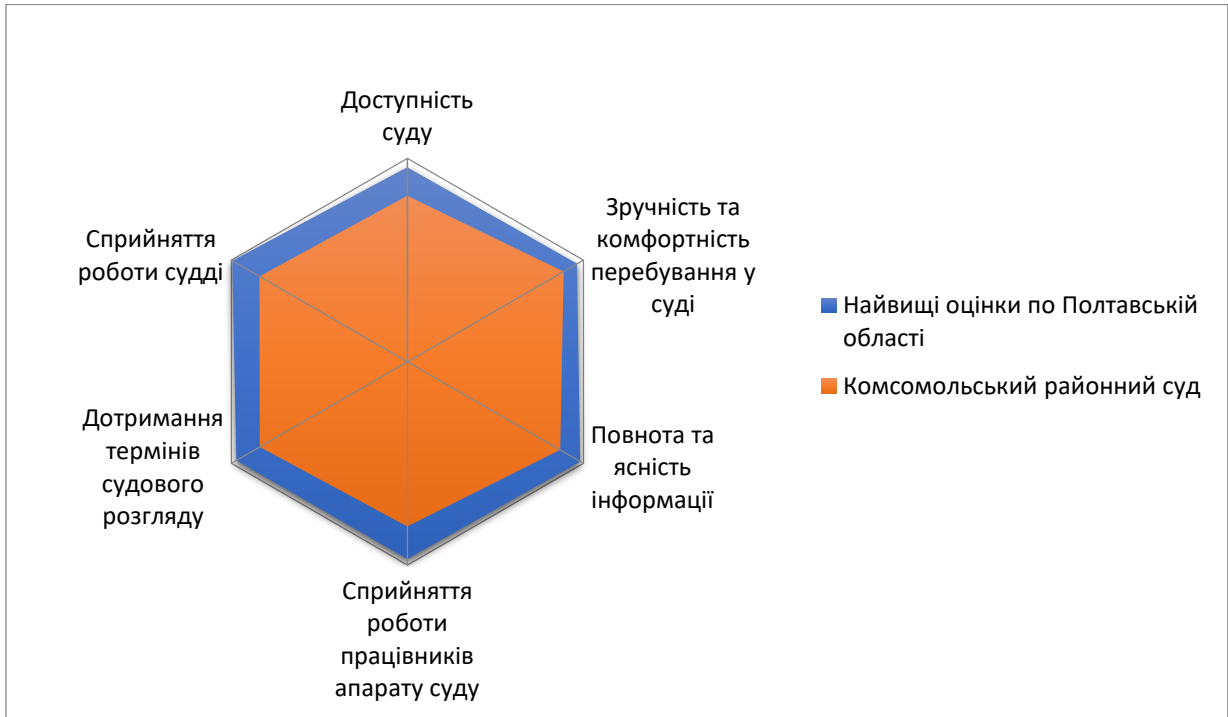 Доступність
суду
Зручність та
комфортність
перебування у
суді
Повнота та
ясність
інформації
Сприйняття
роботи
працівників
апарату суду
Дотримання
термінів
судового
розгляду
Сприйняття
роботи судді
Найвищі оцінки по Полтавській
області
Комсомольський районний суд